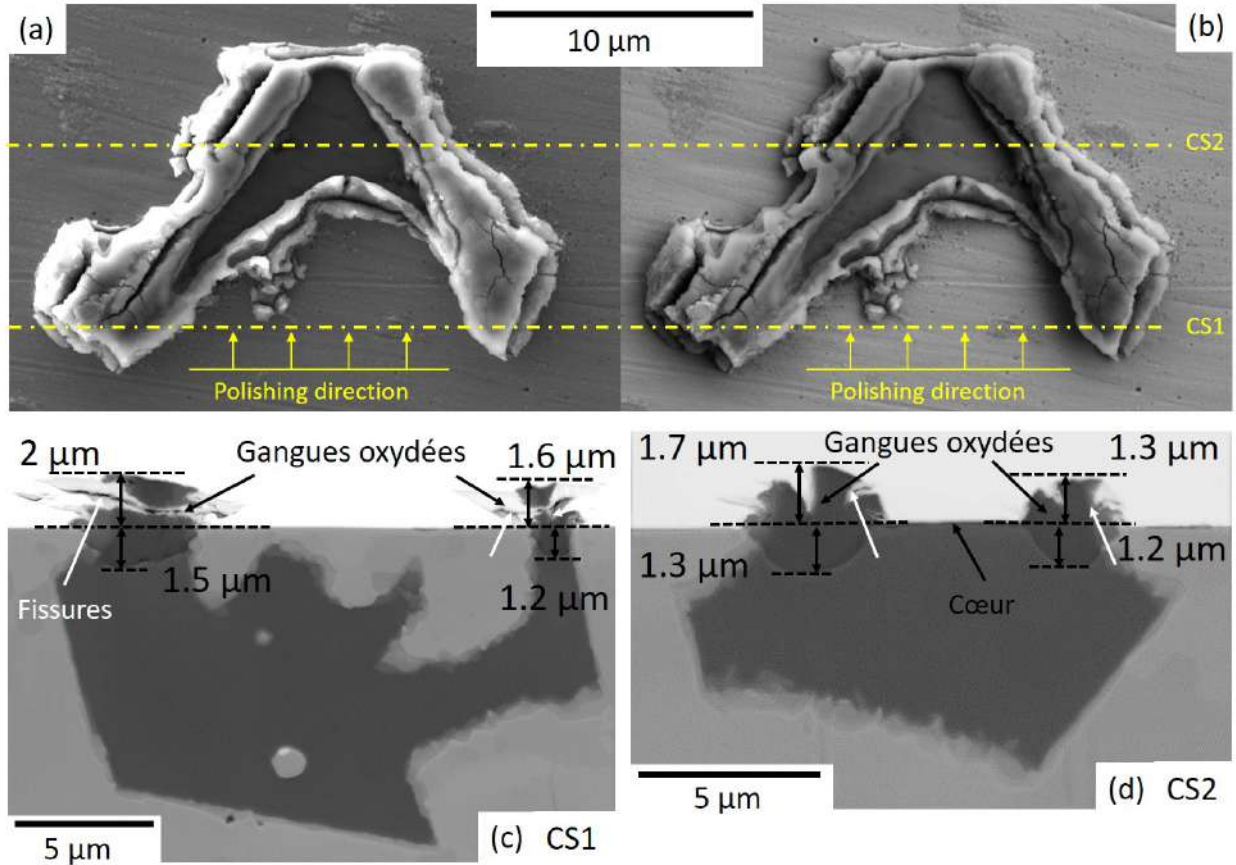 (a)
10 µm
(b)
CS2
CS1
Polishing direction
Polishing direction
2 µm
Gangues oxydées
1.6 µm
Fissures
1.5 µm
1.2 µm
5 µm
(c) CS1
1.7 µm
Gangues oxydées
1.3 µm
1.3 µm
1.2 µm
Cœur
5 µm
(d) CS2